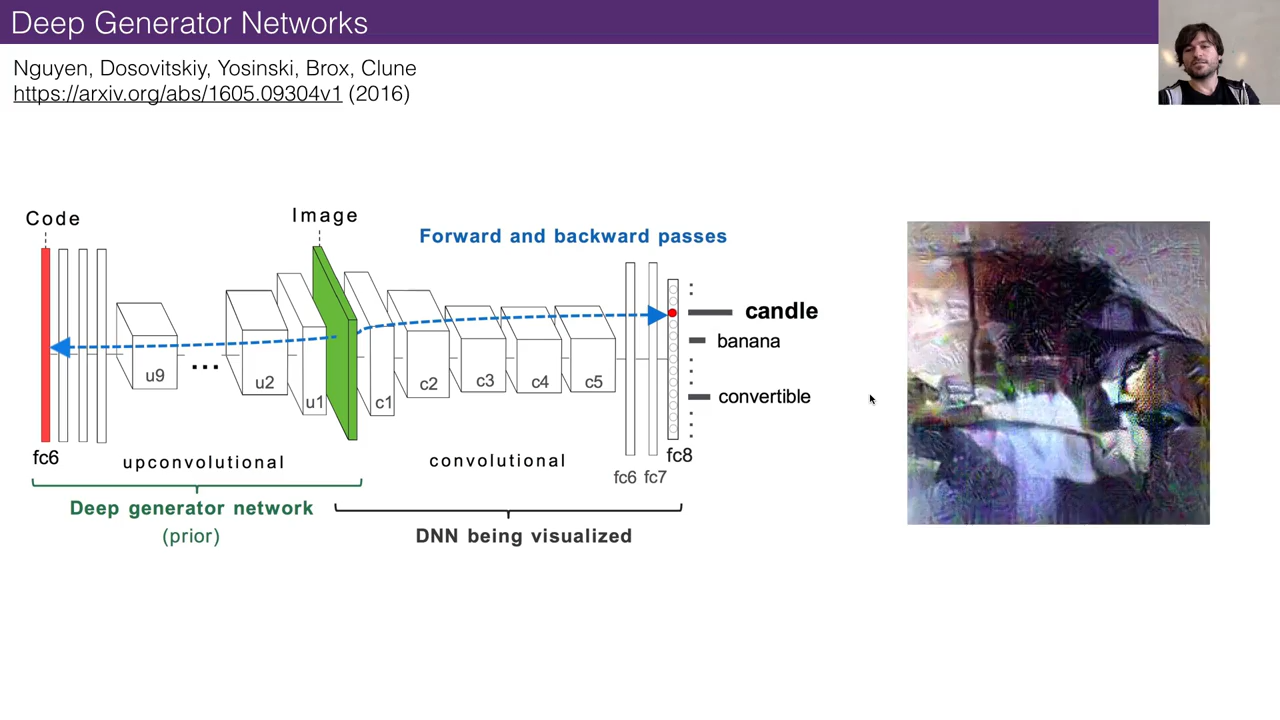 Deep Generator Networks
Nguyen, Dosovitskiy, Yosinski, Brox, Clune
https://arxiv.org/abs/1605.09304v1 (2016)
Code
Image
Forward and backward passes
candle
banana
convertible
u9
...
u2
u1
c1
c2
c3
c4
c5
fc6
upconvolutional
convolutional
fc6
fc7
fc8
Deep generator network
(prior)
DNN being visualized